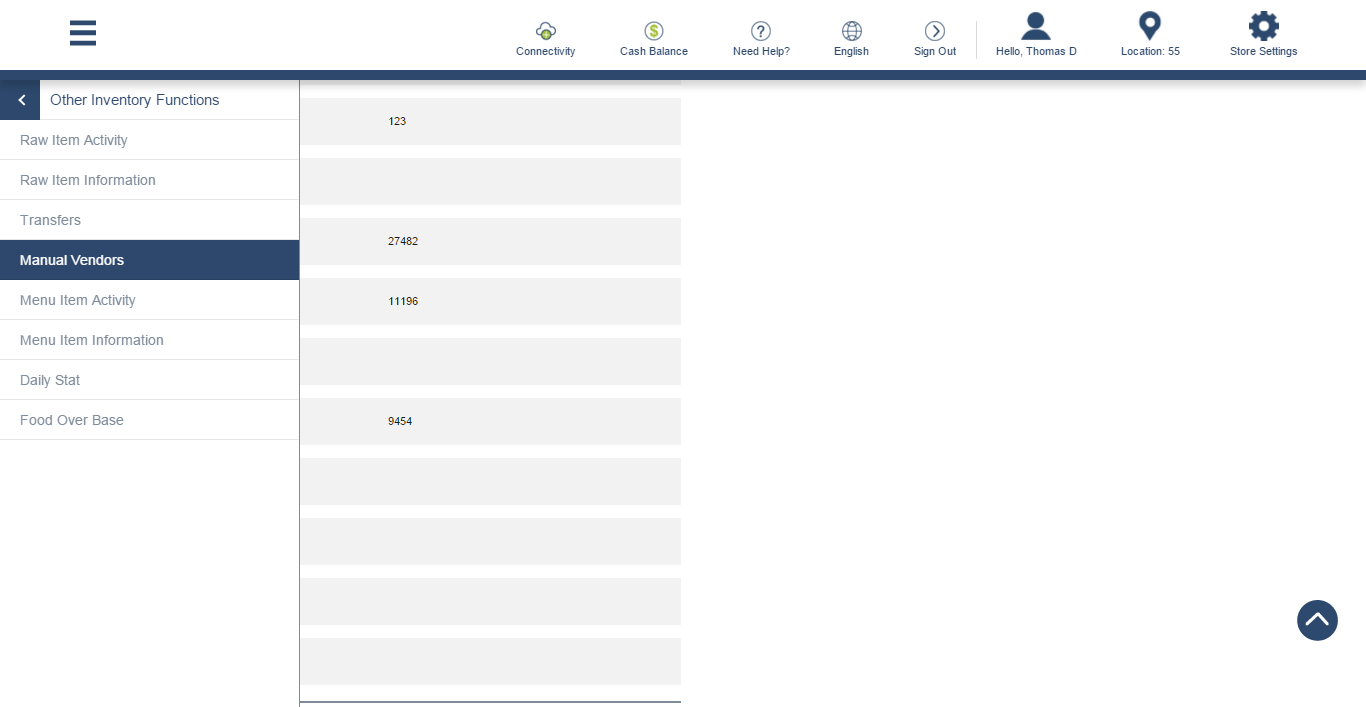 Connectivity
Cash Balance
Need Help?
English
Sign Out
Hello, Thomas D
Location: 55
Store Settings
Other Inventory Functions
Raw Item Activity
Raw Item Information
Transfers
Manual Vendors
Menu Item Activity
Menu Item Information
Daily Stat
Food Over Base
123
27482
11196
9454